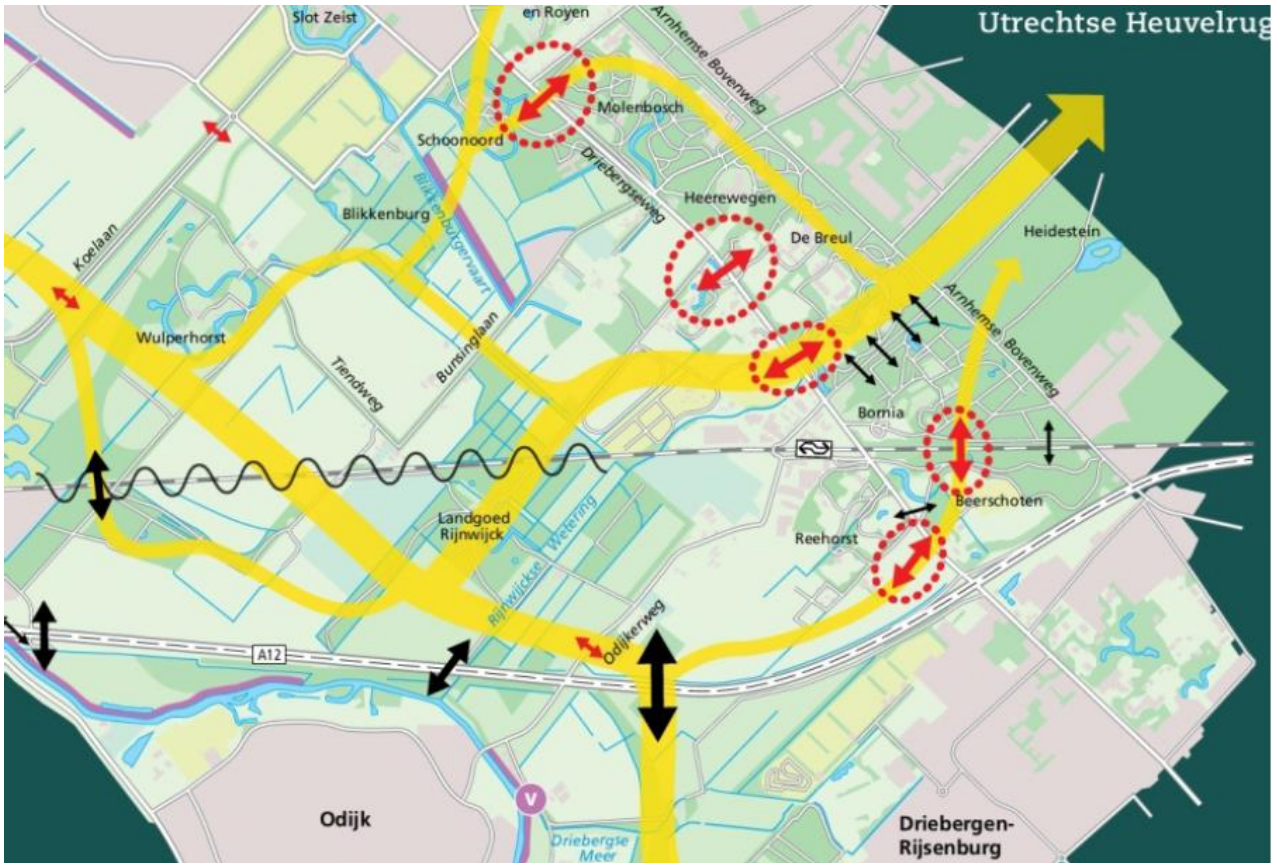 Slot Zeist
en Royen
Arnhemse Bovenweg
Utrechtse Heuvelrug
Molenbosch
Schoonoord
Driebergseweg
Blikkenburgervaart
Heerewegen
Blikkenburg
De Breul
Heidestein
Koelaan
Wulperhorst
Bunsinglaan
Tiendweg
Arnhemse Bovenweg
Bornia
Landgoed
Rijnwijck
Rijnwijckse Wetering
Beerschoten
Reehorst
Odijkerweg
A12
V
Odijk
Driebergse
Meer
Driebergen-
Rijsenburg